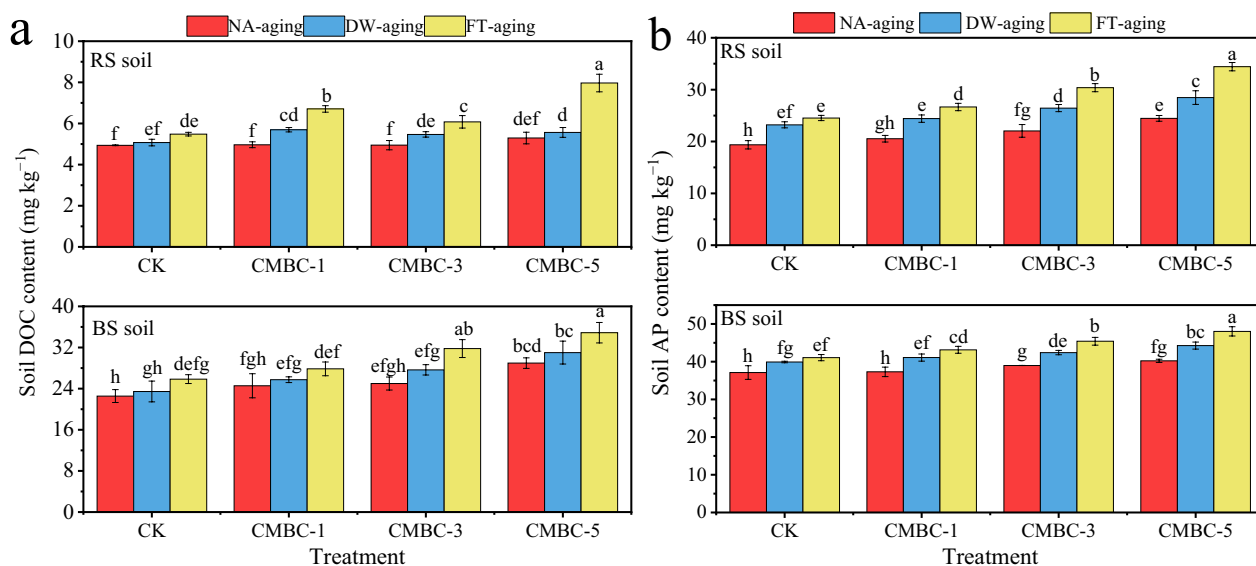 a
NA-aging DW-aging FT-aging
RS soil
10
8
6
4
2
0
f ef de
f cd b
f de c
def d a
CK CMBC-1 CMBC-3 CMBC-5
BS soil
40
32
24
16
8
0
h gh defg
fgh efg def
efgh efg ab
bcd bc a
CK CMBC-1 CMBC-3 CMBC-5
Soil DOC content (mg kg⁻¹)
Treatment
b
NA-aging DW-aging FT-aging
RS soil
40
30
20
10
0
h ef e
gh e d
fg d b
e c a
CK CMBC-1 CMBC-3 CMBC-5
BS soil
50
40
30
20
10
0
h fg ef
h ef cd
g de b
fg bc a
CK CMBC-1 CMBC-3 CMBC-5
Soil AP content (mg kg⁻¹)
Treatment